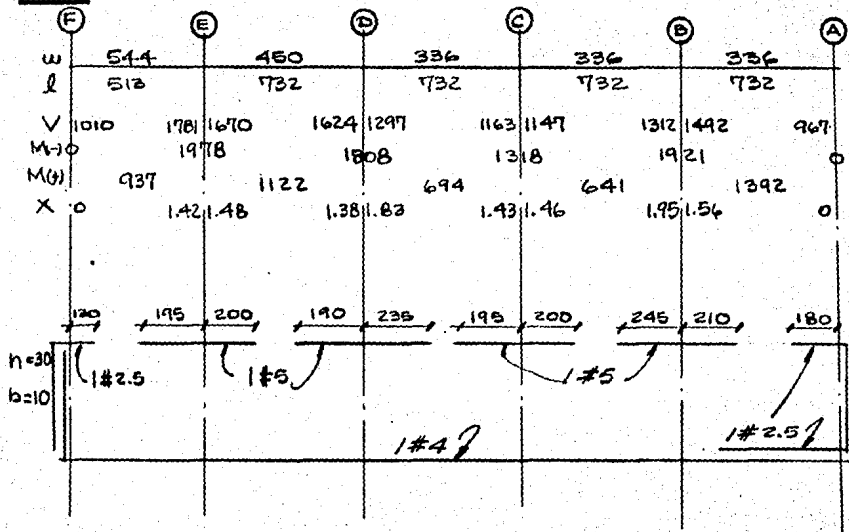 F E D C B A
w 544 450 336 336 336
l 513 732 732 732 732
V 1010 1781 1670 1624 1297 1163 1147 1312 1492 967
M(-) 0 1978 1808 1318 1921 0
M(+) 937 1122 694 641 1392
X 0 1.42 1.48 1.38 1.83 1.43 1.46 1.95 1.56 0
130 195 200 190 235 195 200 245 210 180
h=30 1#2.5 1#5 1#5
b=10
1#4 1#2.5